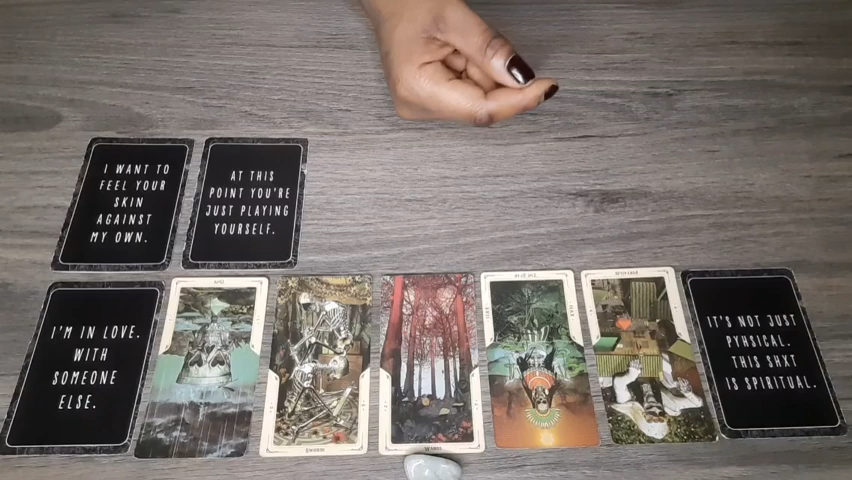 I WANT TO
FEEL YOUR
SKIN
AGAINST
MY OWN.
AT THIS
POINT YOU'RE
JUST PLAYING
YOURSELF.
I'M IN LOVE.
WITH
SOMEONE
ELSE.
IT'S NOT JUST
PYHSICAL.
THIS SHXT
IS SPIRITUAL.